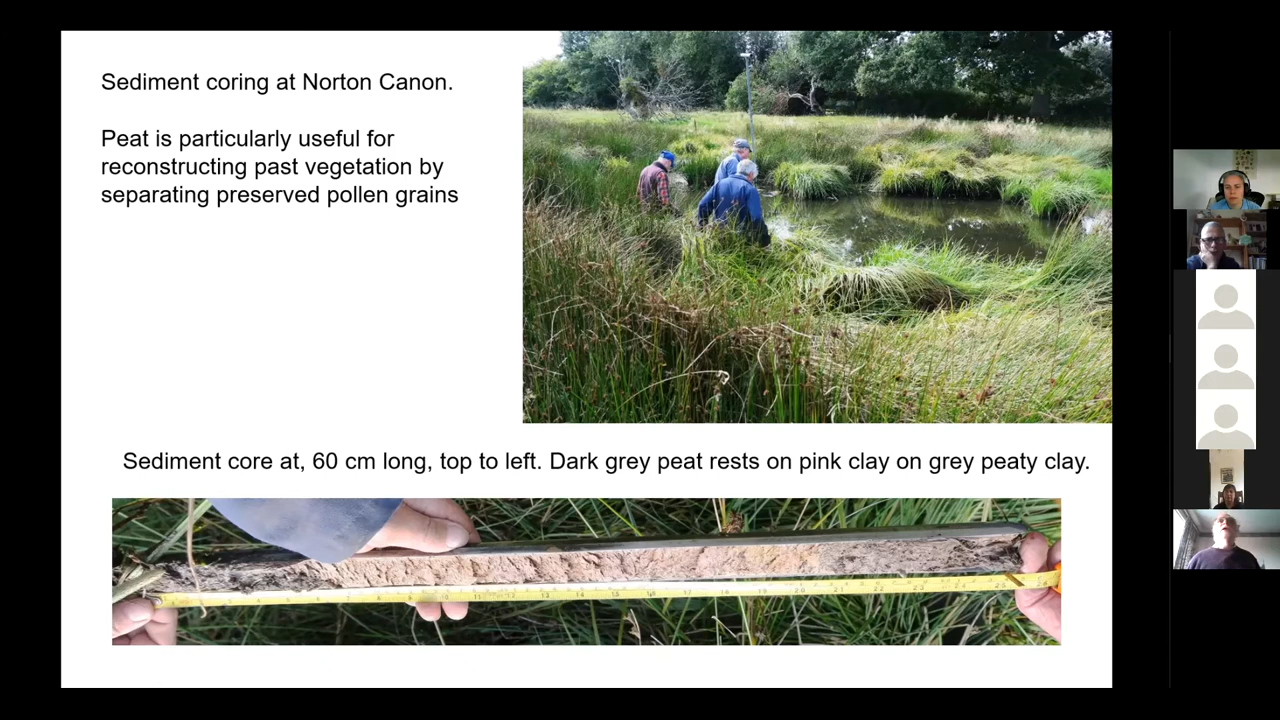 Sediment coring at Norton Canon.
Peat is particularly useful for
reconstructing past vegetation by
separating preserved pollen grains
Sediment core at, 60 cm long, top to left. Dark grey peat rests on pink clay on grey peaty clay.